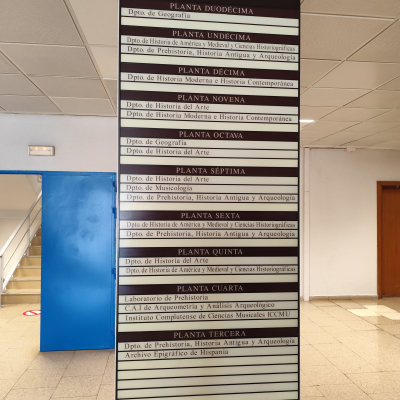 PLANTA DUODÉCIMA
Dpto. de Geografía
PLANTA UNDECIMA
Dpto de Historia de América y Medieval y Ciencias Historiográficas
Dpto. de Prehistoria, Historia Antigua y Arqueología
PLANTA DÉCIMA
Dpto. de Historia Moderna e Historia Contemporánea
PLANTA NOVENA
Dpto. de Historia del Arte
Dpto. de Historia Moderna e Historia Contemporánea
PLANTA OCTAVA
Dpto. de Geografía
Dpto. de Historia del Arte
PLANTA SÉPTIMA
Dpto. de Historia del Arte
Dpto. de Musicología
Dpto. de Prehistoria, Historia Antigua y Arqueología
PLANTA SEXTA
Dpto de Historia de América y Medieval y Ciencias Historiográficas
Dpto. de Prehistoria, Historia Antigua y Arqueología
PLANTA QUINTA
Dpto. de Historia del Arte
Dpto de Historia de América y Medieval y Ciencias Historiográficas
PLANTA CUARTA
Laboratorio de Prehistoria
C.A.I de Arqueometría y Análisis Arqueológico
Instituto Complutense de Ciencias Musicales ICCMU
PLANTA TERCERA
Dpto. de Prehistoria, Historia Antigua y Arqueología
Archivo Epigráfico de Hispania